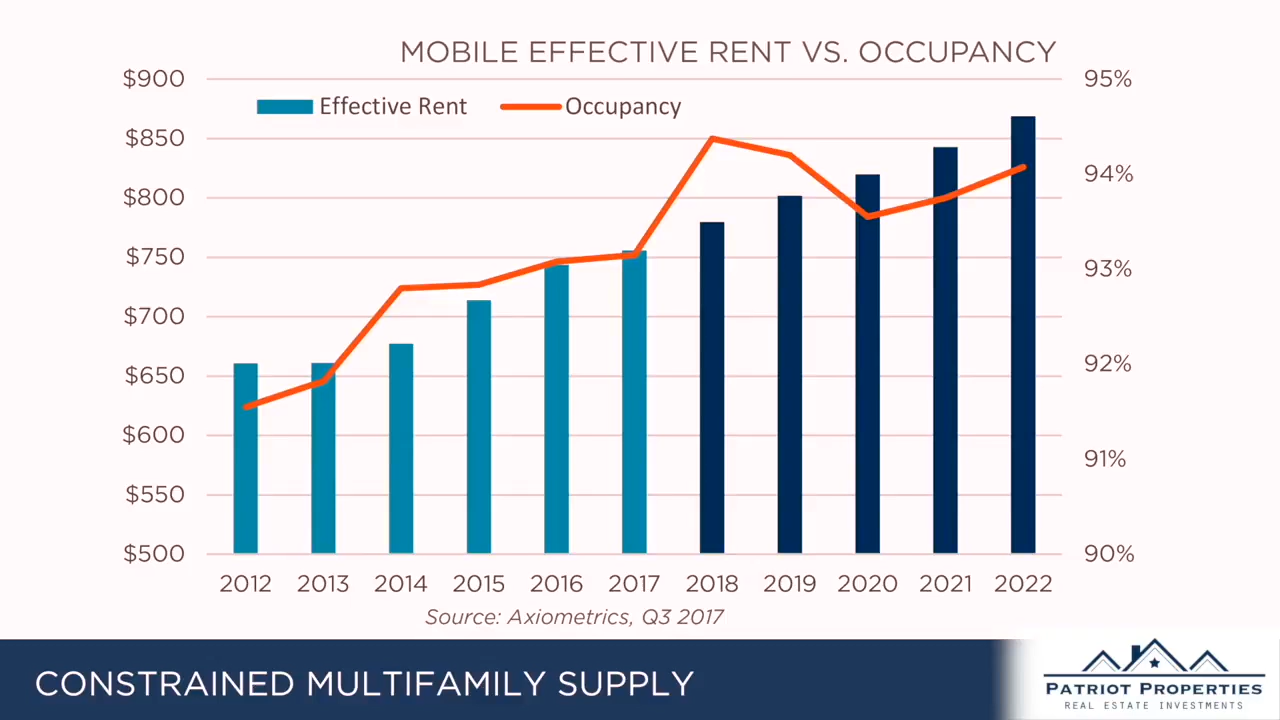 MOBILE EFFECTIVE RENT VS. OCCUPANCY
$900
95%
Effective Rent
Occupancy
$850
94%
$800
$750
93%
$700
$650
92%
$600
91%
$550
$500
90%
2012 2013 2014 2015 2016 2017 2018 2019 2020 2021 2022
Source: Axiometrics, Q3 2017
CONSTRAINED MULTIFAMILY SUPPLY
PATRIOT PROPERTIES
REAL ESTATE INVESTMENTS